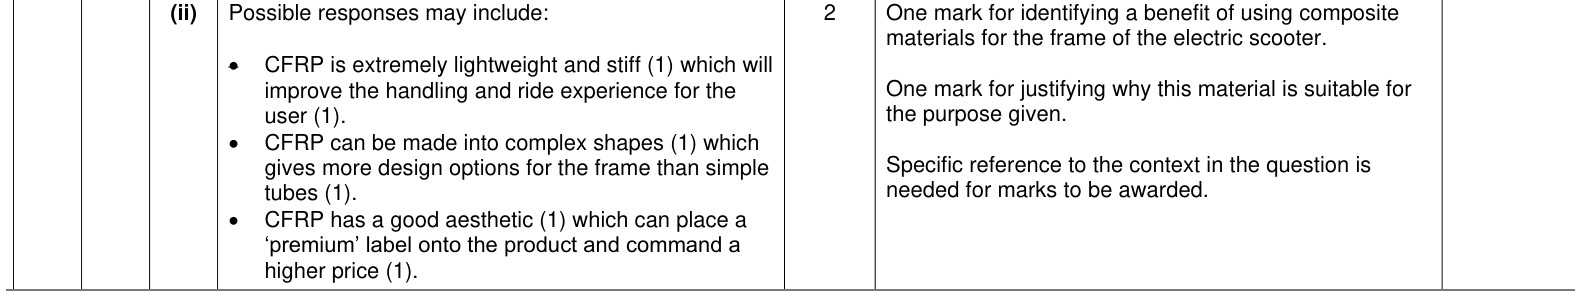 (ii)
Possible responses may include:
• CFRP is extremely lightweight and stiff (1) which will
improve the handling and ride experience for the
user (1).
• CFRP can be made into complex shapes (1) which
gives more design options for the frame than simple
tubes (1).
• CFRP has a good aesthetic (1) which can place a
‘premium’ label onto the product and command a
higher price (1).
2
One mark for identifying a benefit of using composite
materials for the frame of the electric scooter.
One mark for justifying why this material is suitable for
the purpose given.
Specific reference to the context in the question is
needed for marks to be awarded.